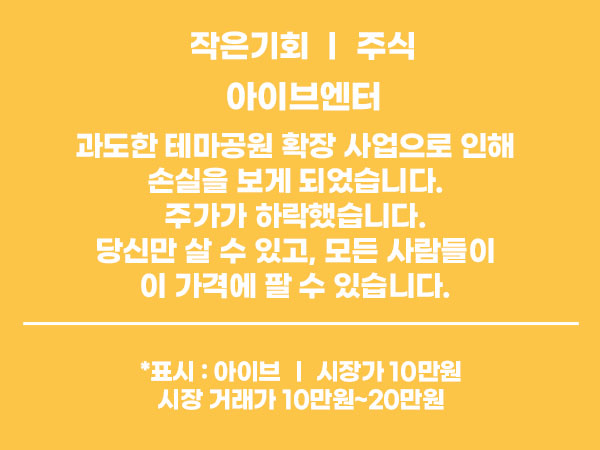 작은기회 | 주식
아이브엔터
과도한 테마공원 확장 사업으로 인해
손실을 보게 되었습니다.
주가가 하락했습니다.
당신만 살 수 있고, 모든 사람들이
이 가격에 팔 수 있습니다.
*표시 : 아이브 | 시장가 10만원
시장 거래가 10만원~20만원